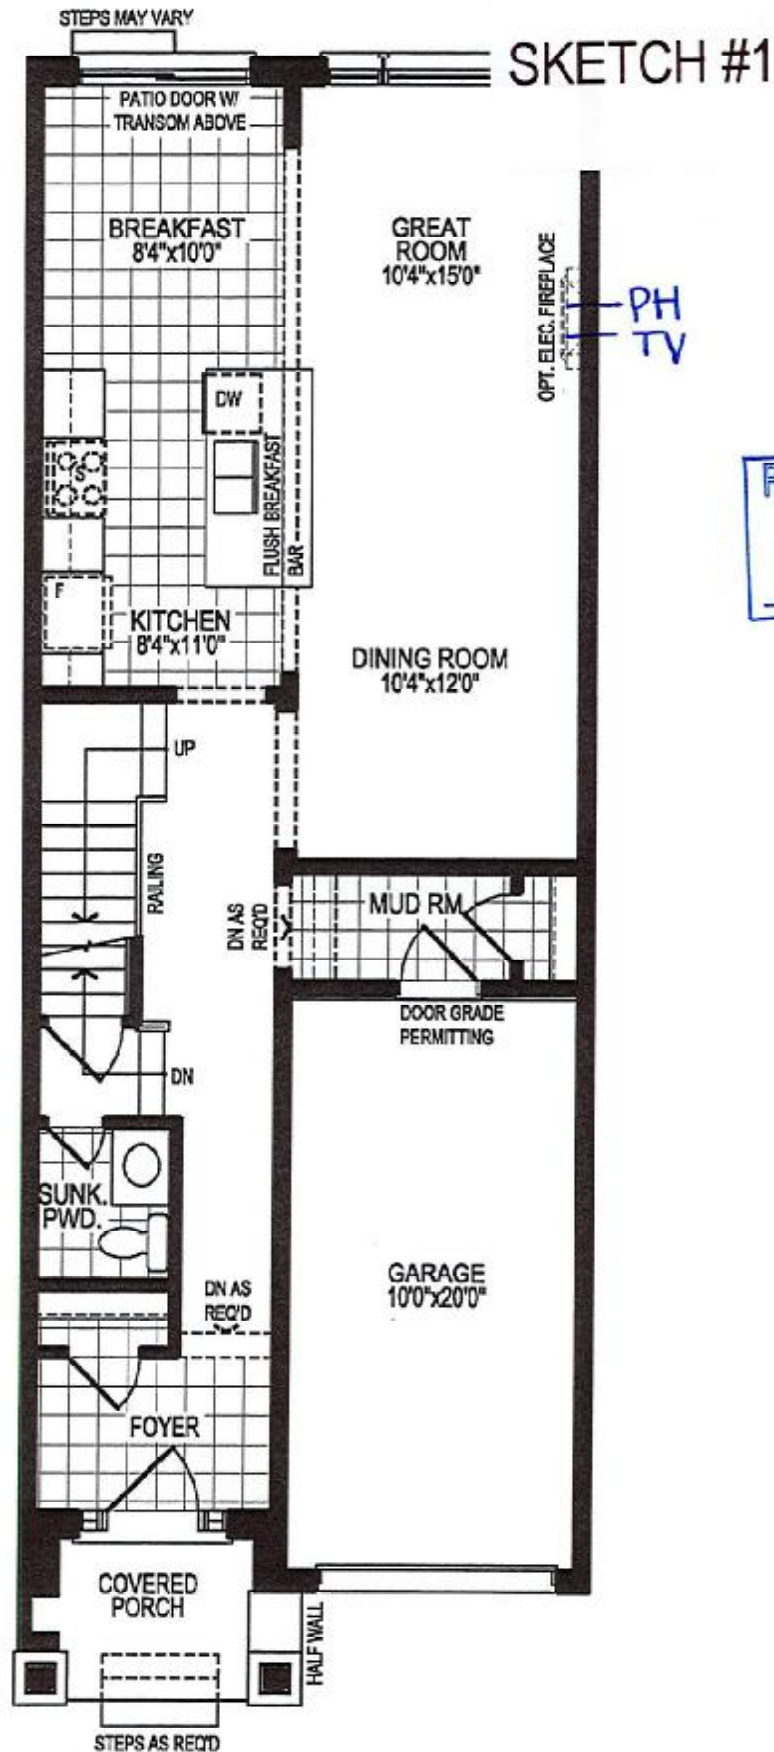 STEPS MAY VARY
SKETCH #1
PATIO DOOR W/
TRANSOM ABOVE
BREAKFAST
8'4"x10'0"
GREAT
ROOM
10'4"x15'0"
OPT. ELEC. FIREPLACE
PH
TV
DW
S
FLUSH BREAKFAST
BAR
F
KITCHEN
8'4"x11'0"
DINING ROOM
10'4"x12'0"
UP
RAILING
DN AS
REQ'D
MUD RM.
DOOR GRADE
PERMITTING
DN
SUNK.
PWD.
DN AS
REQ'D
GARAGE
10'0"x20'0"
FOYER
COVERED
PORCH
HALF WALL
STEPS AS REQ'D